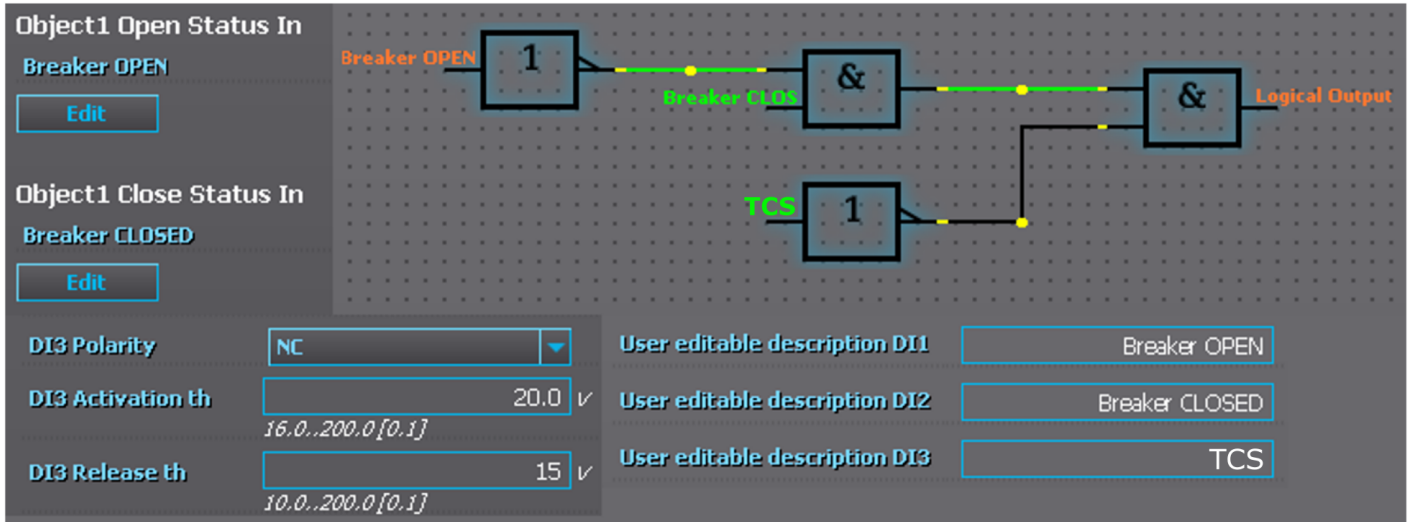 Object1 Open Status In
Breaker OPEN
Edit
Object1 Close Status In
Breaker CLOSED
Edit
Breaker OPEN
1
Breaker CLOS
&
&
Logical Output
TCS
1
DI3 Polarity
NC
DI3 Activation th
20.0 V
16.0..200.0 [0.1]
DI3 Release th
15 V
10.0..200.0 [0.1]
User editable description DI1
Breaker OPEN
User editable description DI2
Breaker CLOSED
User editable description DI3
TCS